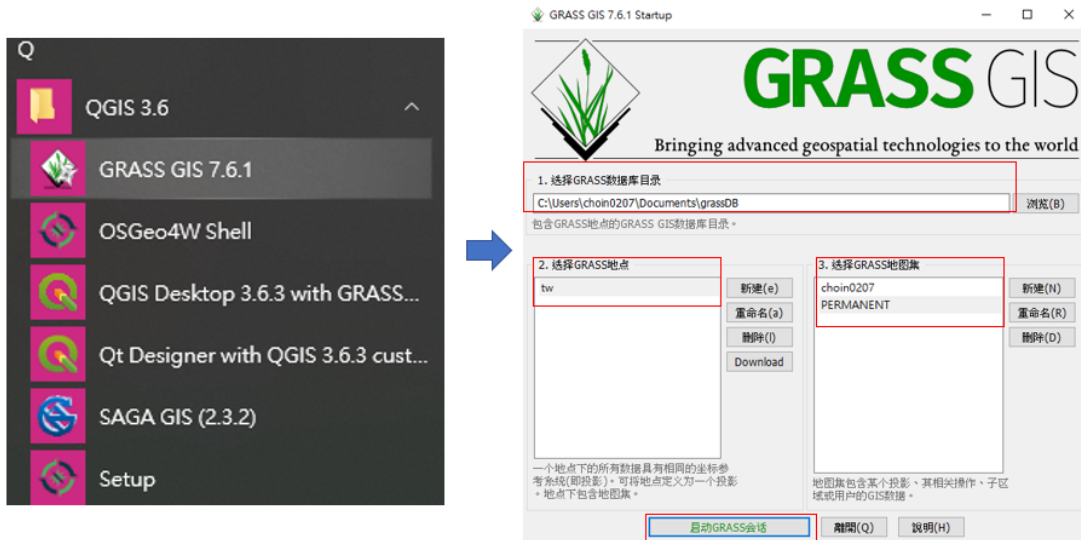 Q
QGIS 3.6
GRASS GIS 7.6.1
OSGeo4W Shell
QGIS Desktop 3.6.3 with GRASS...
Qt Designer with QGIS 3.6.3 cust...
SAGA GIS (2.3.2)
Setup
GRASS GIS 7.6.1 Startup
GRASS GIS
Bringing advanced geospatial technologies to the world
1. 选择GRASS数据库目录
C:\Users\choin0207\Documents\grassDB
浏览(B)
包含GRASS地点的GRASS GIS数据库目录。
2. 选择GRASS地点
tw
新建(e)
重命名(a)
删除(l)
Download
一个地点下的所有数据具有相同的坐标参
考系统(即投影)。可将地点定义为一个投影
。地点下包含地图集。
3. 选择GRASS地图集
choin0207
PERMANENT
新建(N)
重命名(R)
删除(D)
地图集包含某个投影、其相关操作、子区
域或用户的GIS数据。
启动GRASS会话
離開(Q)
說明(H)